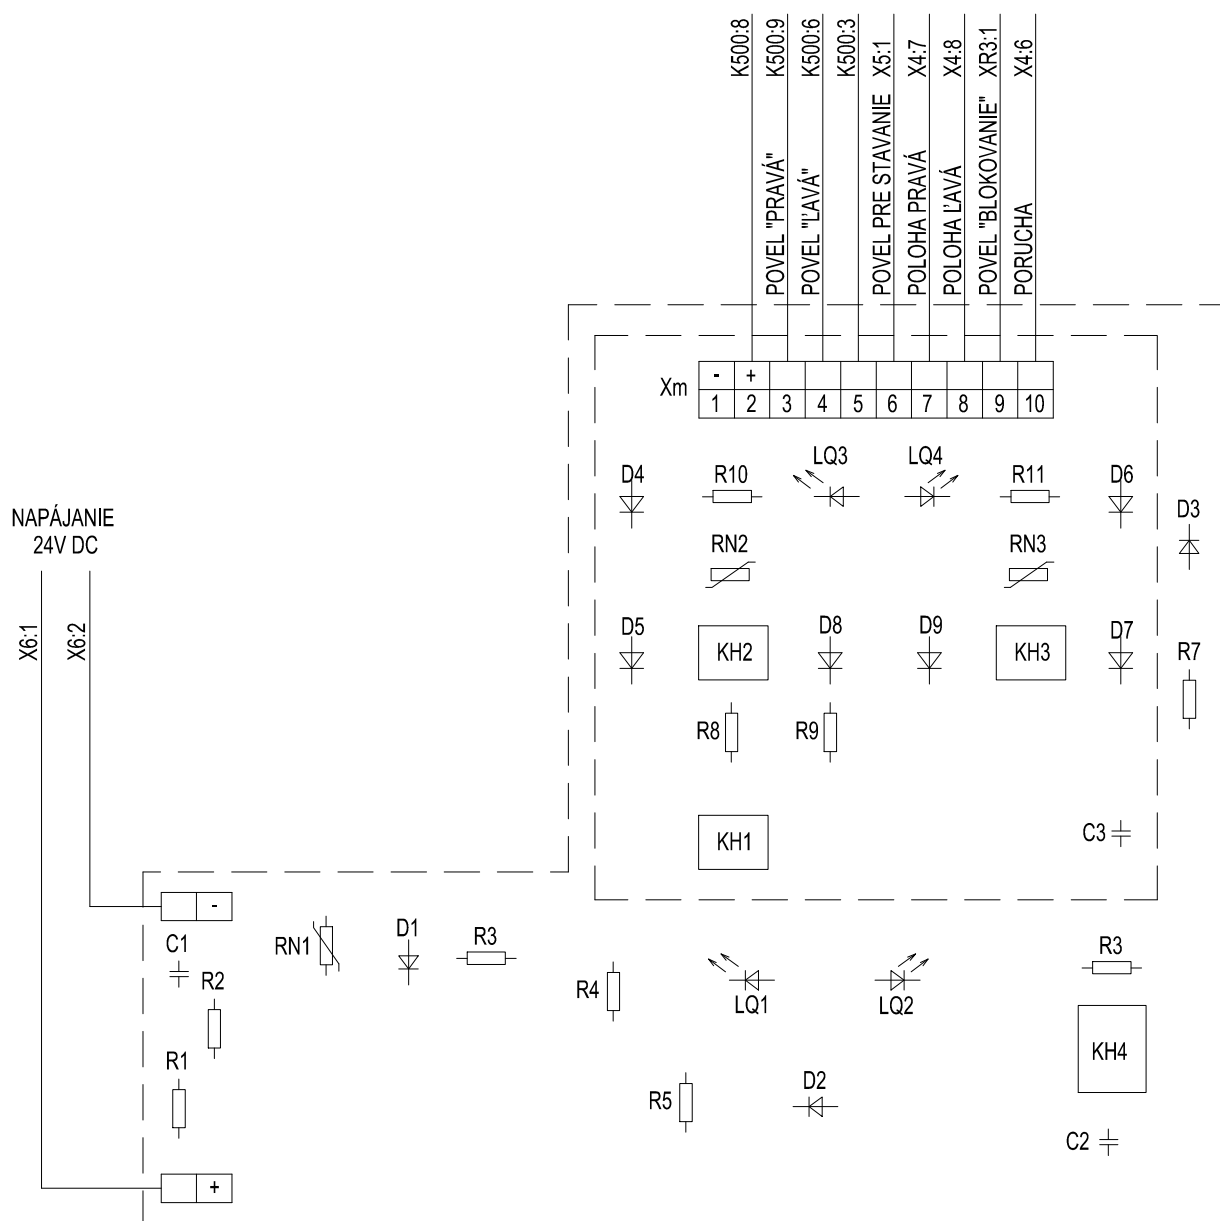 K500:8
K500:9
K500:6
K500:3
X5:1
X4:7
X4:8
XR3:1
X4:6
POVEL "PRAVÁ"
POVEL "ĽAVÁ"
POVEL PRE STAVANIE
POLOHA PRAVÁ
POLOHA ĽAVÁ
POVEL "BLOKOVANIE"
PORUCHA
Xm
- +
1 2 3 4 5 6 7 8 9 10
D4 R10 LQ3 LQ4 R11 D6
D3
NAPÁJANIE
24V DC
RN2 RN3
X6:1 X6:2
D5 KH2 D8 D9 KH3 D7 R7
R8 R9
KH1 C3
-
C1 RN1 D1 R3 R3
R2 R4 LQ1 LQ2
KH4
R1 R5 D2
C2
+